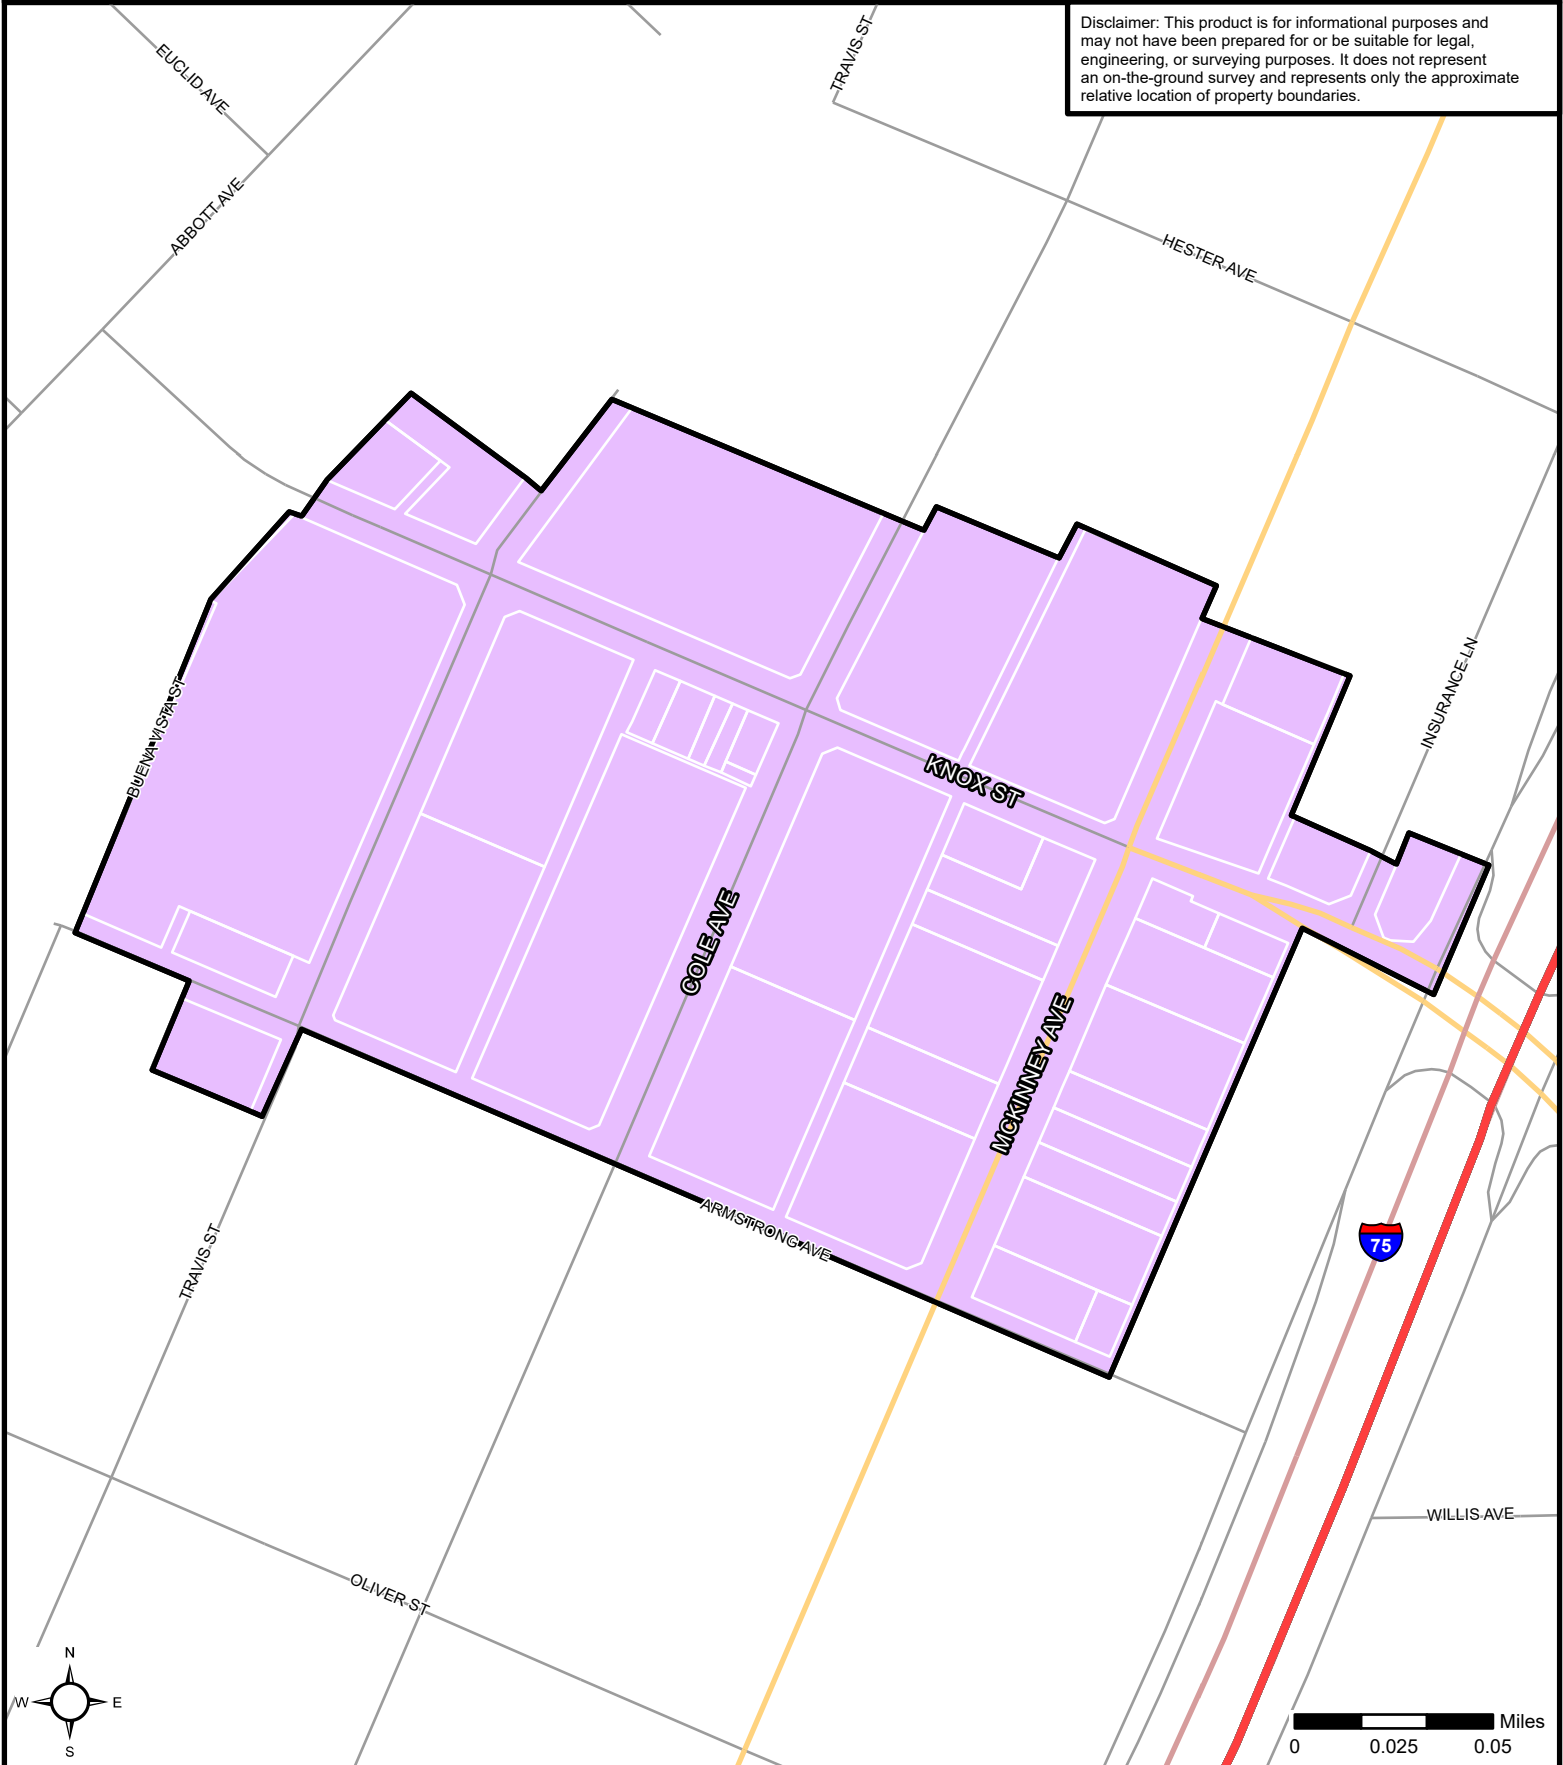 Disclaimer: This product is for informational purposes and
may not have been prepared for or be suitable for legal,
engineering, or surveying purposes. It does not represent
an on-the-ground survey and represents only the approximate
relative location of property boundaries.
TRAVIS ST
EUCLID AVE
ABBOTT AVE
HESTER AVE
INSURANCE LN
BUENA VISTA ST
KNOX ST
COLE AVE
MCKINNEY AVE
ARMSTRONG AVE
TRAVIS ST
75
WILLIS AVE
OLIVER ST
N
W
E
S
Miles
0
0.025
0.05